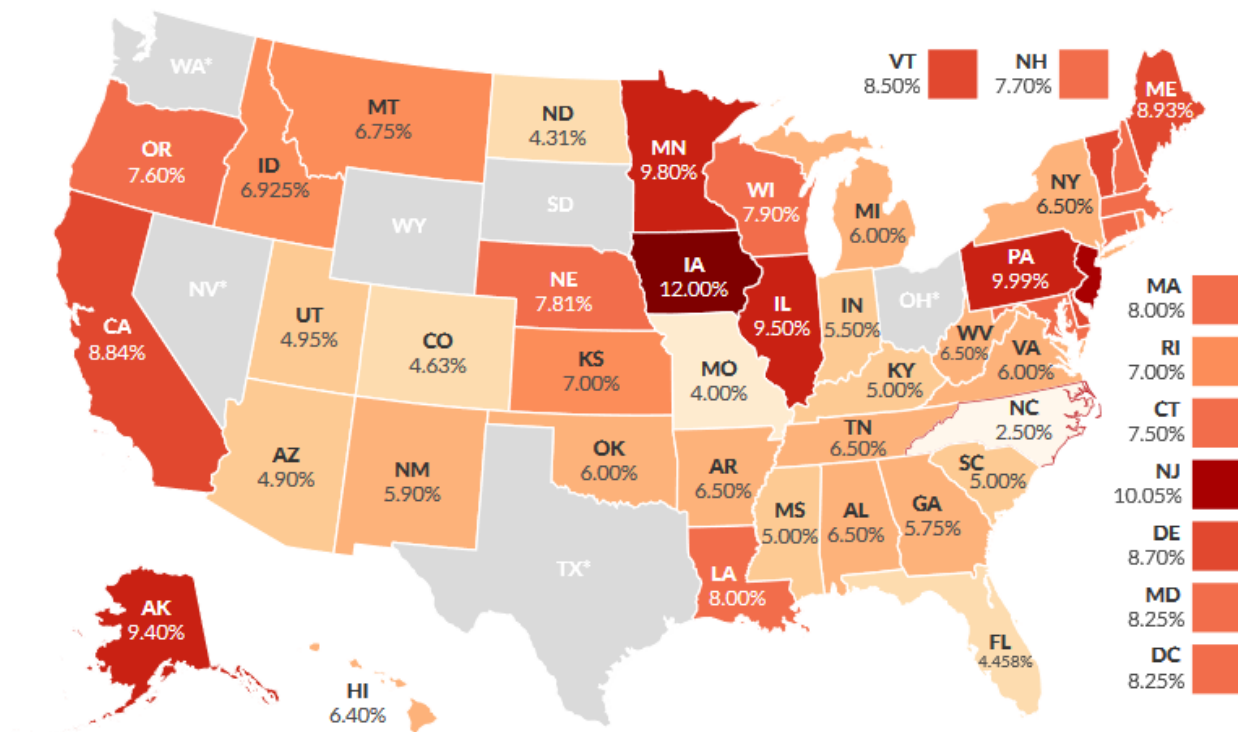 WA*
MT
6.75%
ND
4.31%
MN
9.80%
VT
8.50%
NH
7.70%
ME
8.93%
OR
7.60%
ID
6.925%
WY
SD
WI
7.90%
MI
6.00%
NY
6.50%
CA
8.84%
NV*
UT
4.95%
CO
4.63%
NE
7.81%
IA
12.00%
IL
9.50%
IN
5.50%
OH*
PA
9.99%
KS
7.00%
MO
4.00%
KY
5.00%
WV
6.50%
VA
6.00%
MA
8.00%
RI
7.00%
CT
7.50%
NJ
10.05%
DE
8.70%
MD
8.25%
DC
8.25%
AZ
4.90%
NM
5.90%
OK
6.00%
AR
6.50%
TN
6.50%
NC
2.50%
SC
5.00%
MS
5.00%
AL
6.50%
GA
5.75%
TX*
LA
8.00%
FL
4.458%
AK
9.40%
HI
6.40%